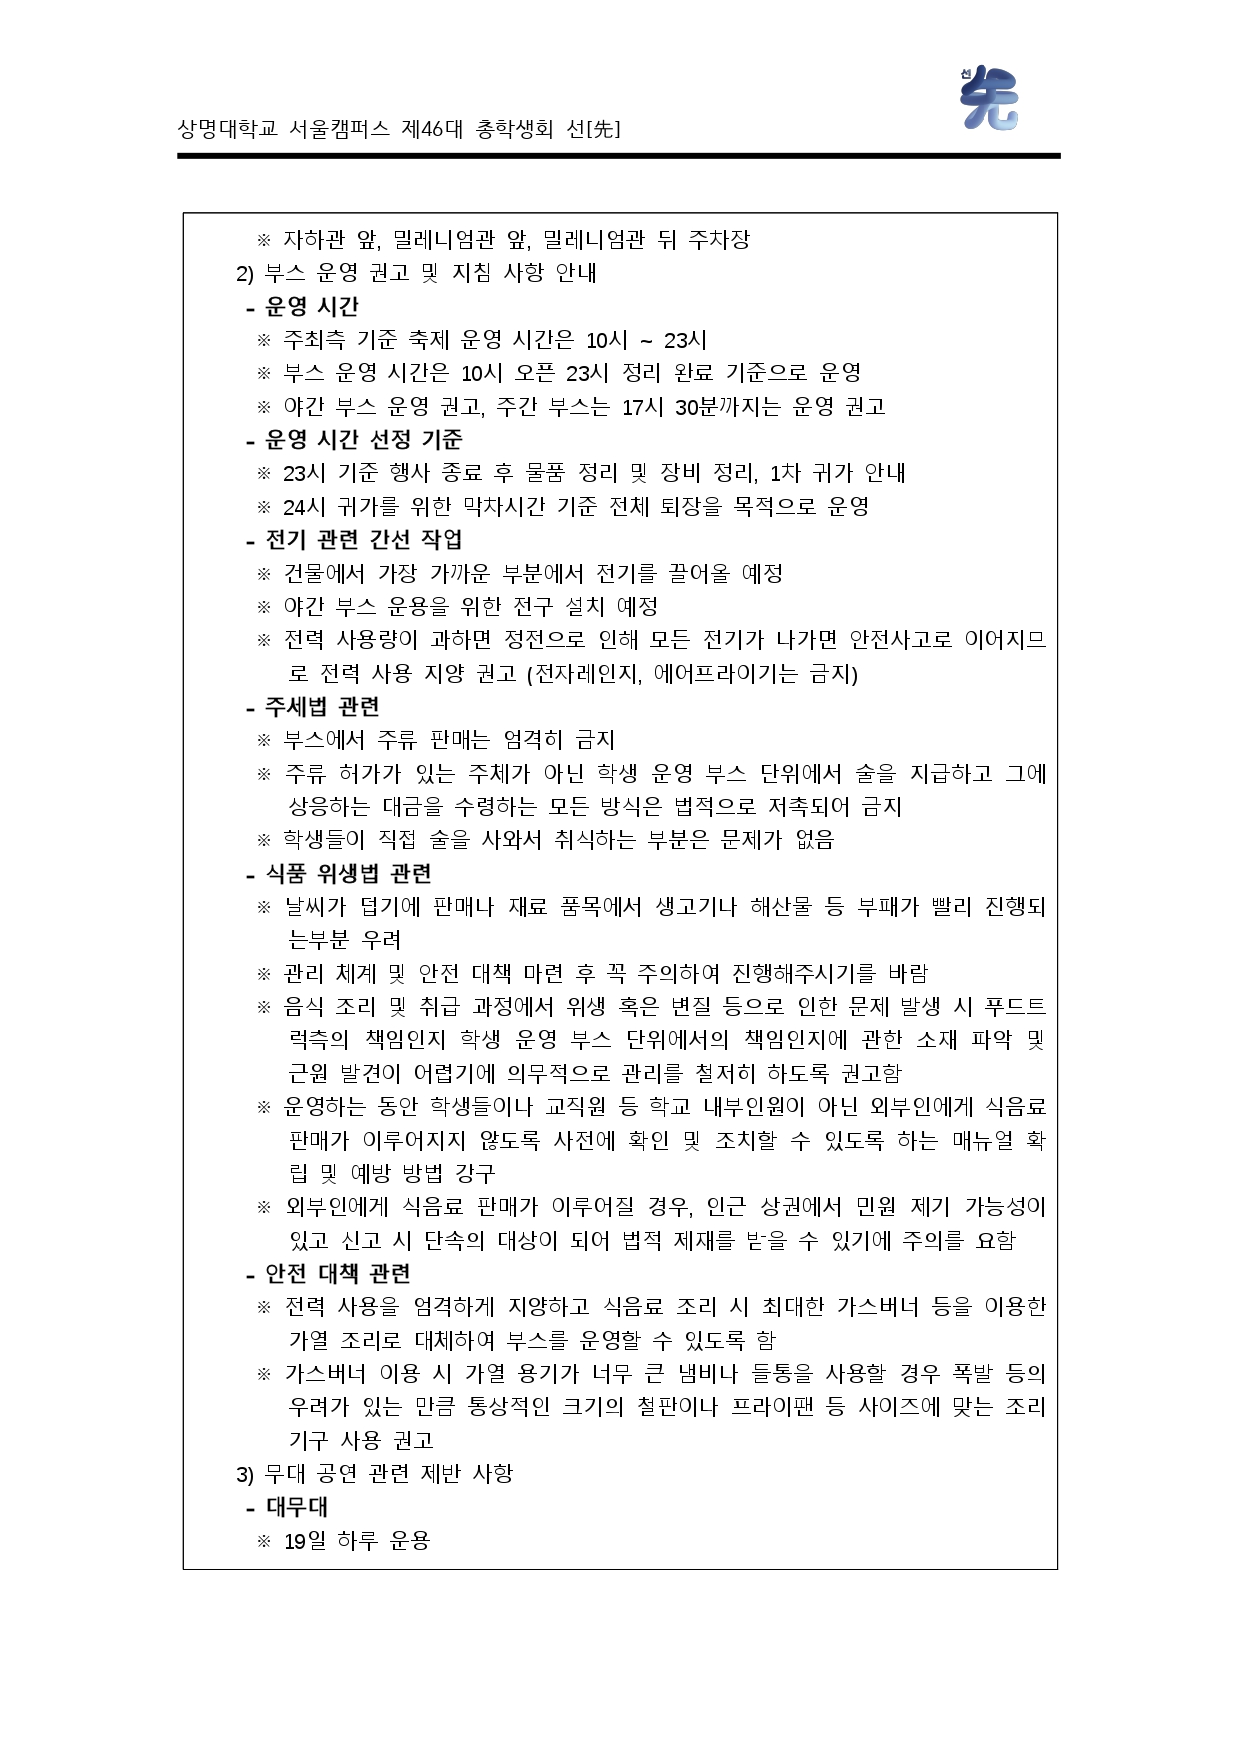 선 先
상명대학교 서울캠퍼스 제46대 총학생회 선[先]
※ 자하관 앞, 밀레니엄관 앞, 밀레니엄관 뒤 주차장
2) 부스 운영 권고 및 지침 사항 안내
- 운영 시간
※ 주최측 기준 축제 운영 시간은 10시 ~ 23시
※ 부스 운영 시간은 10시 오픈 23시 정리 완료 기준으로 운영
※ 야간 부스 운영 권고, 주간 부스는 17시 30분까지는 운영 권고
- 운영 시간 선정 기준
※ 23시 기준 행사 종료 후 물품 정리 및 장비 정리, 1차 귀가 안내
※ 24시 귀가를 위한 막차시간 기준 전체 퇴장을 목적으로 운영
- 전기 관련 간선 작업
※ 건물에서 가장 가까운 부분에서 전기를 끌어올 예정
※ 야간 부스 운용을 위한 전구 설치 예정
※ 전력 사용량이 과하면 정전으로 인해 모든 전기가 나가면 안전사고로 이어지므
로 전력 사용 지양 권고 (전자레인지, 에어프라이기는 금지)
- 주세법 관련
※ 부스에서 주류 판매는 엄격히 금지
※ 주류 허가가 있는 주체가 아닌 학생 운영 부스 단위에서 술을 지급하고 그에
상응하는 대금을 수령하는 모든 방식은 법적으로 저촉되어 금지
※ 학생들이 직접 술을 사와서 취식하는 부분은 문제가 없음
- 식품 위생법 관련
※ 날씨가 덥기에 판매나 재료 품목에서 생고기나 해산물 등 부패가 빨리 진행되
는부분 우려
※ 관리 체계 및 안전 대책 마련 후 꼭 주의하여 진행해주시기를 바람
※ 음식 조리 및 취급 과정에서 위생 혹은 변질 등으로 인한 문제 발생 시 푸드트
럭측의 책임인지 학생 운영 부스 단위에서의 책임인지에 관한 소재 파악 및
근원 발견이 어렵기에 의무적으로 관리를 철저히 하도록 권고함
※ 운영하는 동안 학생들이나 교직원 등 학교 내부인원이 아닌 외부인에게 식음료
판매가 이루어지지 않도록 사전에 확인 및 조치할 수 있도록 하는 매뉴얼 확
립 및 예방 방법 강구
※ 외부인에게 식음료 판매가 이루어질 경우, 인근 상권에서 민원 제기 가능성이
있고 신고 시 단속의 대상이 되어 법적 제재를 받을 수 있기에 주의를 요함
- 안전 대책 관련
※ 전력 사용을 엄격하게 지양하고 식음료 조리 시 최대한 가스버너 등을 이용한
가열 조리로 대체하여 부스를 운영할 수 있도록 함
※ 가스버너 이용 시 가열 용기가 너무 큰 냄비나 들통을 사용할 경우 폭발 등의
우려가 있는 만큼 통상적인 크기의 철판이나 프라이팬 등 사이즈에 맞는 조리
기구 사용 권고
3) 무대 공연 관련 제반 사항
- 대무대
※ 19일 하루 운용